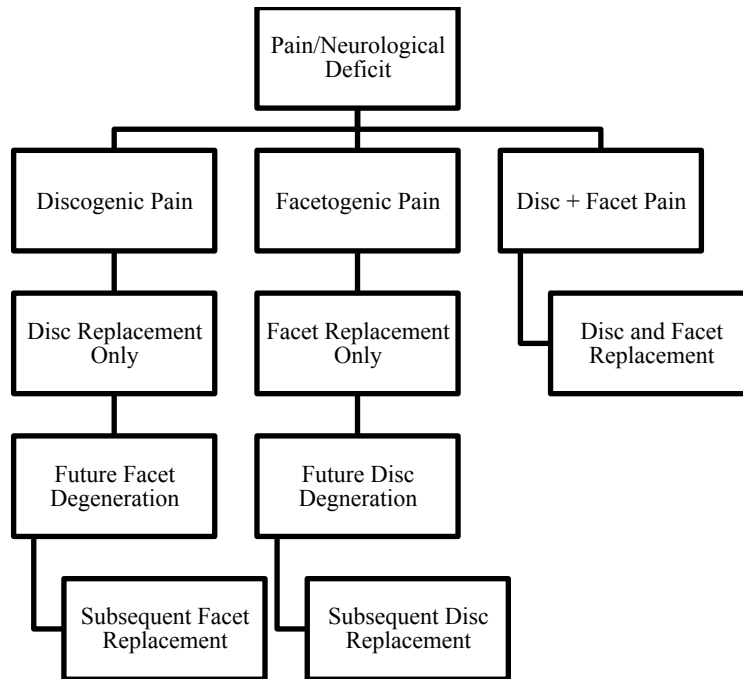 Pain/Neurological
Deficit
Discogenic Pain
Facetogenic Pain
Disc + Facet Pain
Disc Replacement
Only
Facet Replacement
Only
Disc and Facet
Replacement
Future Facet
Degeneration
Future Disc
Degneration
Subsequent Facet
Replacement
Subsequent Disc
Replacement